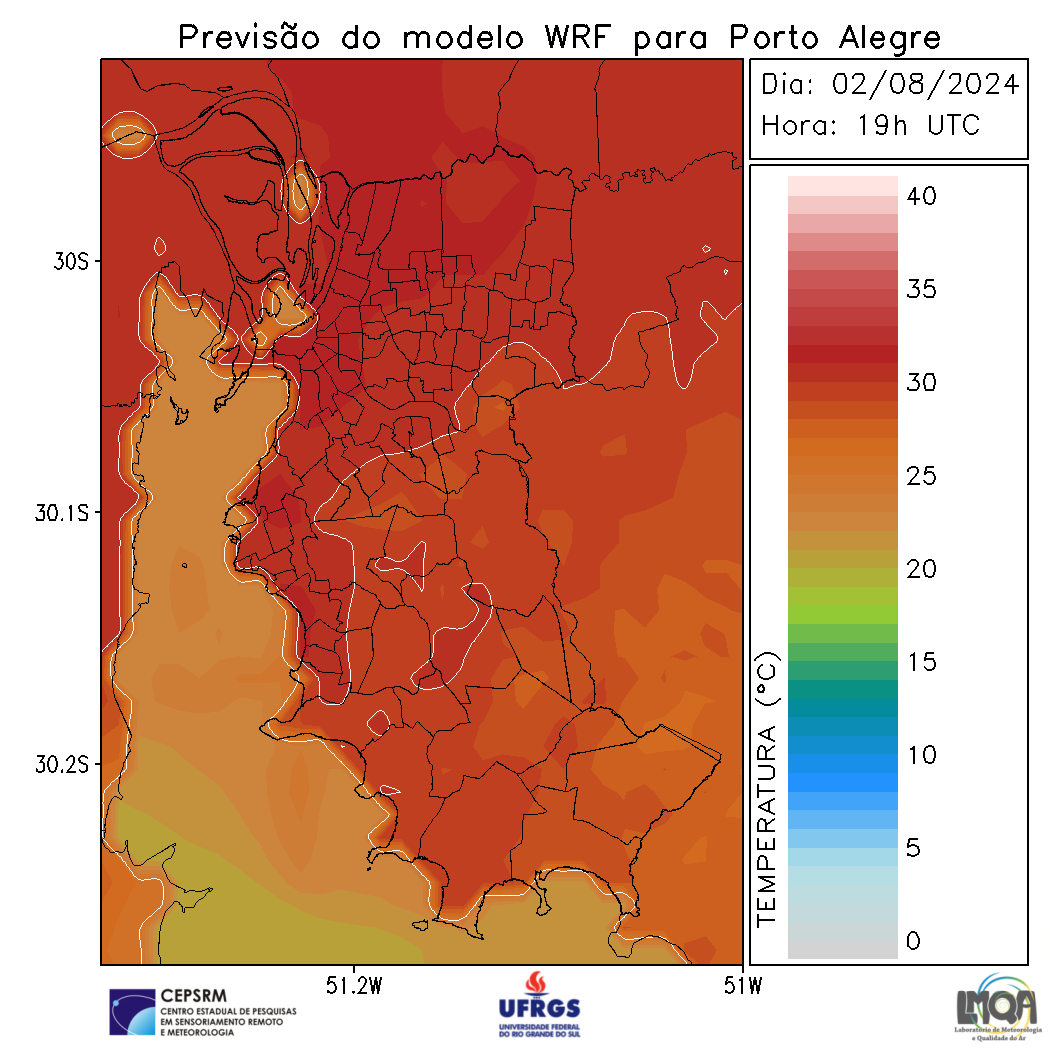 Previsão do modelo WRF para Porto Alegre
Dia: 02/08/2024
Hora: 19h UTC
40
35
30
25
20
15
10
5
0
TEMPERATURA (°C)
30S
30.1S
30.2S
51.2W
51W
CEPSRM
CENTRO ESTADUAL DE PESQUISAS
EM SENSORIAMENTO REMOTO
E METEOROLOGIA
UFRGS
UNIVERSIDADE FEDERAL
DO RIO GRANDE DO SUL
LMQA
Laboratório de Meteorologia
e Qualidade do Ar